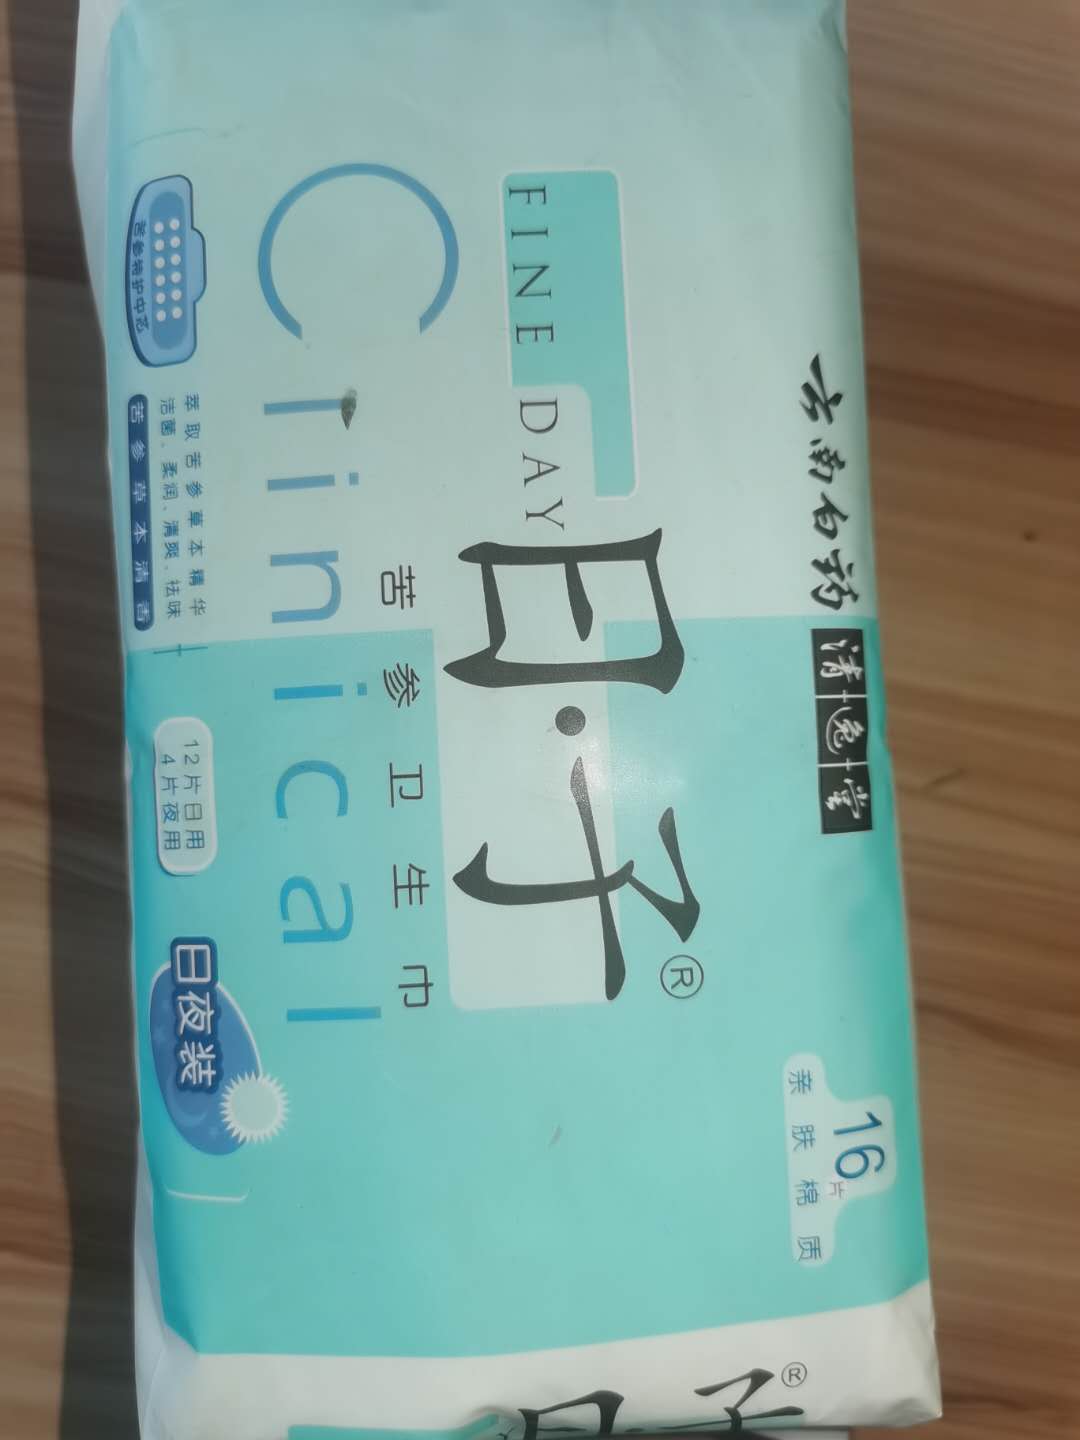 云南白药
清逸堂
FINE DAY
日·子®
苦参卫生巾
Clinical
16片
亲肤棉质
苦参特护中芯
萃取苦参草本精华
洁菌、柔润、清爽、祛味
苦参草本清香
12片日用
4片夜用
日夜装
日子®